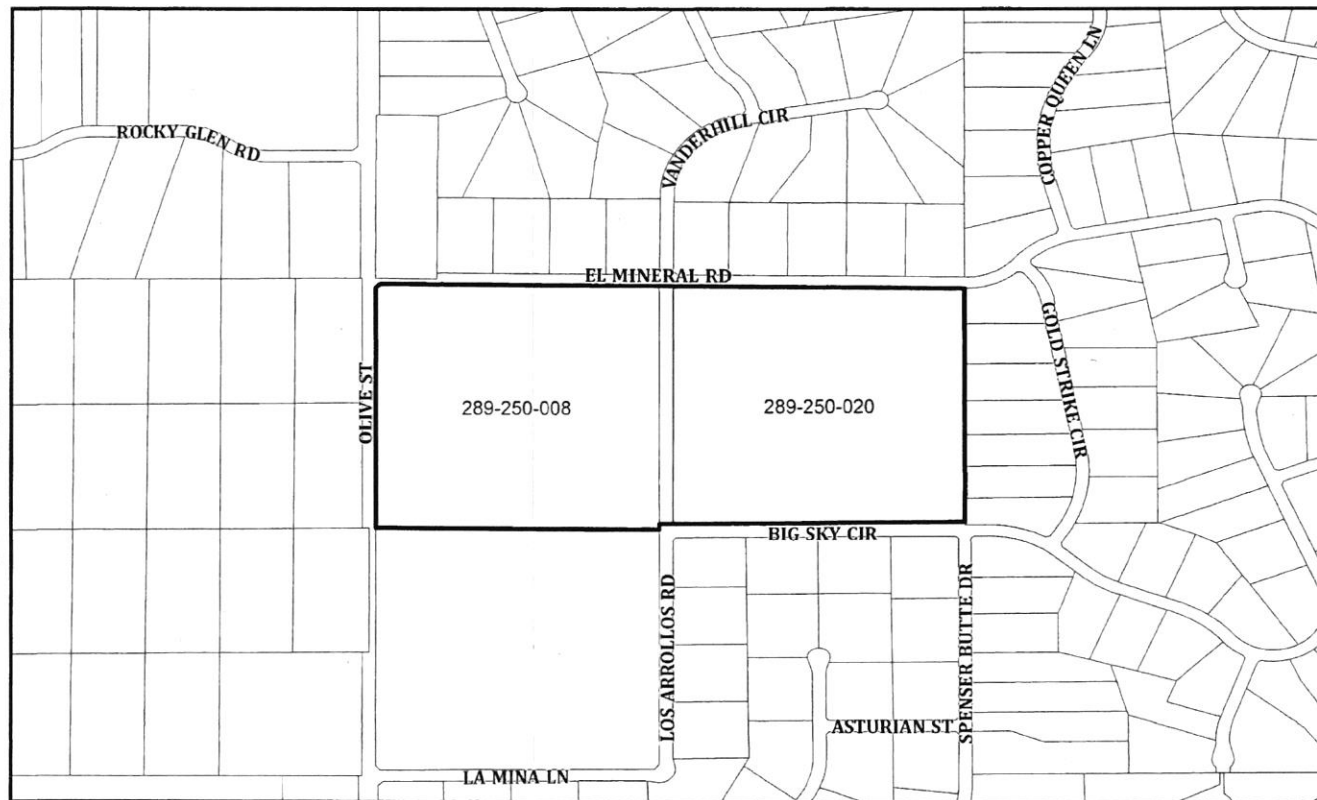 COPPER QUEEN LN
ROCKY GLEN RD
VANDERHILL CIR
EL MINERAL RD
GOLD STRIKE CIR
OLIVE ST
289-250-008
289-250-020
BIG SKY CIR
LOS ARROLLOS RD
SPENSER BUTTE DR
ASTURIAN ST
LA MINA LN